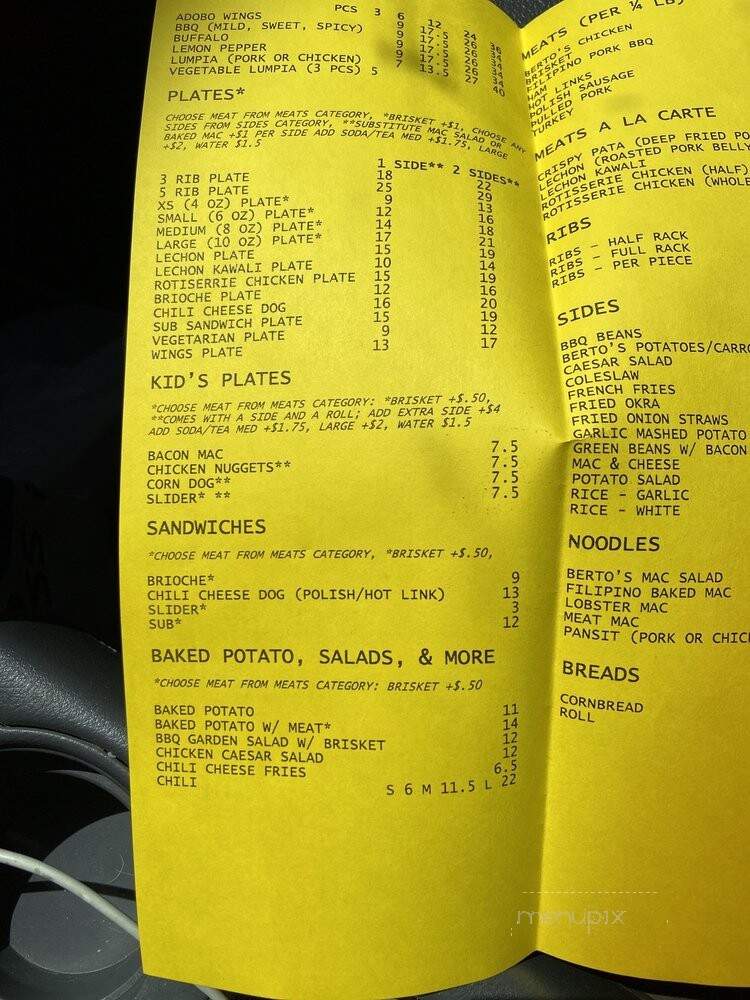 PCS 3 6 12
ADOBO WINGS 9 17.5 24 36
BBQ (MILD, SWEET, SPICY) 9 17.5 26 34
BUFFALO 9 17.5 26 34
LEMON PEPPER 9 17.5 26 34
LUMPIA (PORK OR CHICKEN) 7 13.5 27 40
VEGETABLE LUMPIA (3 PCS) 5
PLATES*
CHOOSE MEAT FROM MEATS CATEGORY, *BRISKET +$1, CHOOSE ANY
SIDES FROM SIDES CATEGORY, **SUBSTITUTE MAC SALAD OR
BAKED MAC +$1 PER SIDE ADD SODA/TEA MED +$1.75, LARGE
+$2, WATER $1.5
1 SIDE** 2 SIDES**
3 RIB PLATE 18 22
5 RIB PLATE 25 29
XS (4 OZ) PLATE* 9 13
SMALL (6 OZ) PLATE* 12 16
MEDIUM (8 OZ) PLATE* 14 18
LARGE (10 OZ) PLATE* 17 21
LECHON PLATE 15 19
LECHON KAWALI PLATE 10 14
ROTISERRIE CHICKEN PLATE 15 19
BRIOCHE PLATE 12 16
CHILI CHEESE DOG 16 20
SUB SANDWICH PLATE 15 19
VEGETARIAN PLATE 9 12
WINGS PLATE 13 17
KID'S PLATES
*CHOOSE MEAT FROM MEATS CATEGORY: *BRISKET +$.50,
**COMES WITH A SIDE AND A ROLL; ADD EXTRA SIDE +$4
ADD SODA/TEA MED +$1.75, LARGE +$2, WATER $1.5
BACON MAC 7.5
CHICKEN NUGGETS** 7.5
CORN DOG** 7.5
SLIDER* ** 7.5
SANDWICHES
*CHOOSE MEAT FROM MEATS CATEGORY, *BRISKET +$.50,
BRIOCHE* 9
CHILI CHEESE DOG (POLISH/HOT LINK) 13
SLIDER* 3
SUB* 12
BAKED POTATO, SALADS, & MORE
*CHOOSE MEAT FROM MEATS CATEGORY: BRISKET +$.50
BAKED POTATO 11
BAKED POTATO W/ MEAT* 14
BBQ GARDEN SALAD W/ BRISKET 12
CHICKEN CAESAR SALAD 12
CHILI CHEESE FRIES 6.5
CHILI S 6 M 11.5 L 22
MEATS (PER ¼ LB)
BERTO'S CHICKEN
BRISKET
FILIPINO PORK BBQ
HAM
HOT LINKS
POLISH SAUSAGE
PULLED PORK
TURKEY
MEATS A LA CARTE
CRISPY PATA (DEEP FRIED PO
LECHON (ROASTED PORK BELLY
LECHON KAWALI
ROTISSERIE CHICKEN (HALF)
ROTISSERIE CHICKEN (WHOLE
RIBS
RIBS - HALF RACK
RIBS - FULL RACK
RIBS - PER PIECE
SIDES
BBQ BEANS
BERTO'S POTATOES/CARRO
CAESAR SALAD
COLESLAW
FRENCH FRIES
FRIED OKRA
FRIED ONION STRAWS
GARLIC MASHED POTATO
GREEN BEANS W/ BACON
MAC & CHEESE
POTATO SALAD
RICE - GARLIC
RICE - WHITE
NOODLES
BERTO'S MAC SALAD
FILIPINO BAKED MAC
LOBSTER MAC
MEAT MAC
PANSIT (PORK OR CHIC
BREADS
CORNBREAD
ROLL
menupix